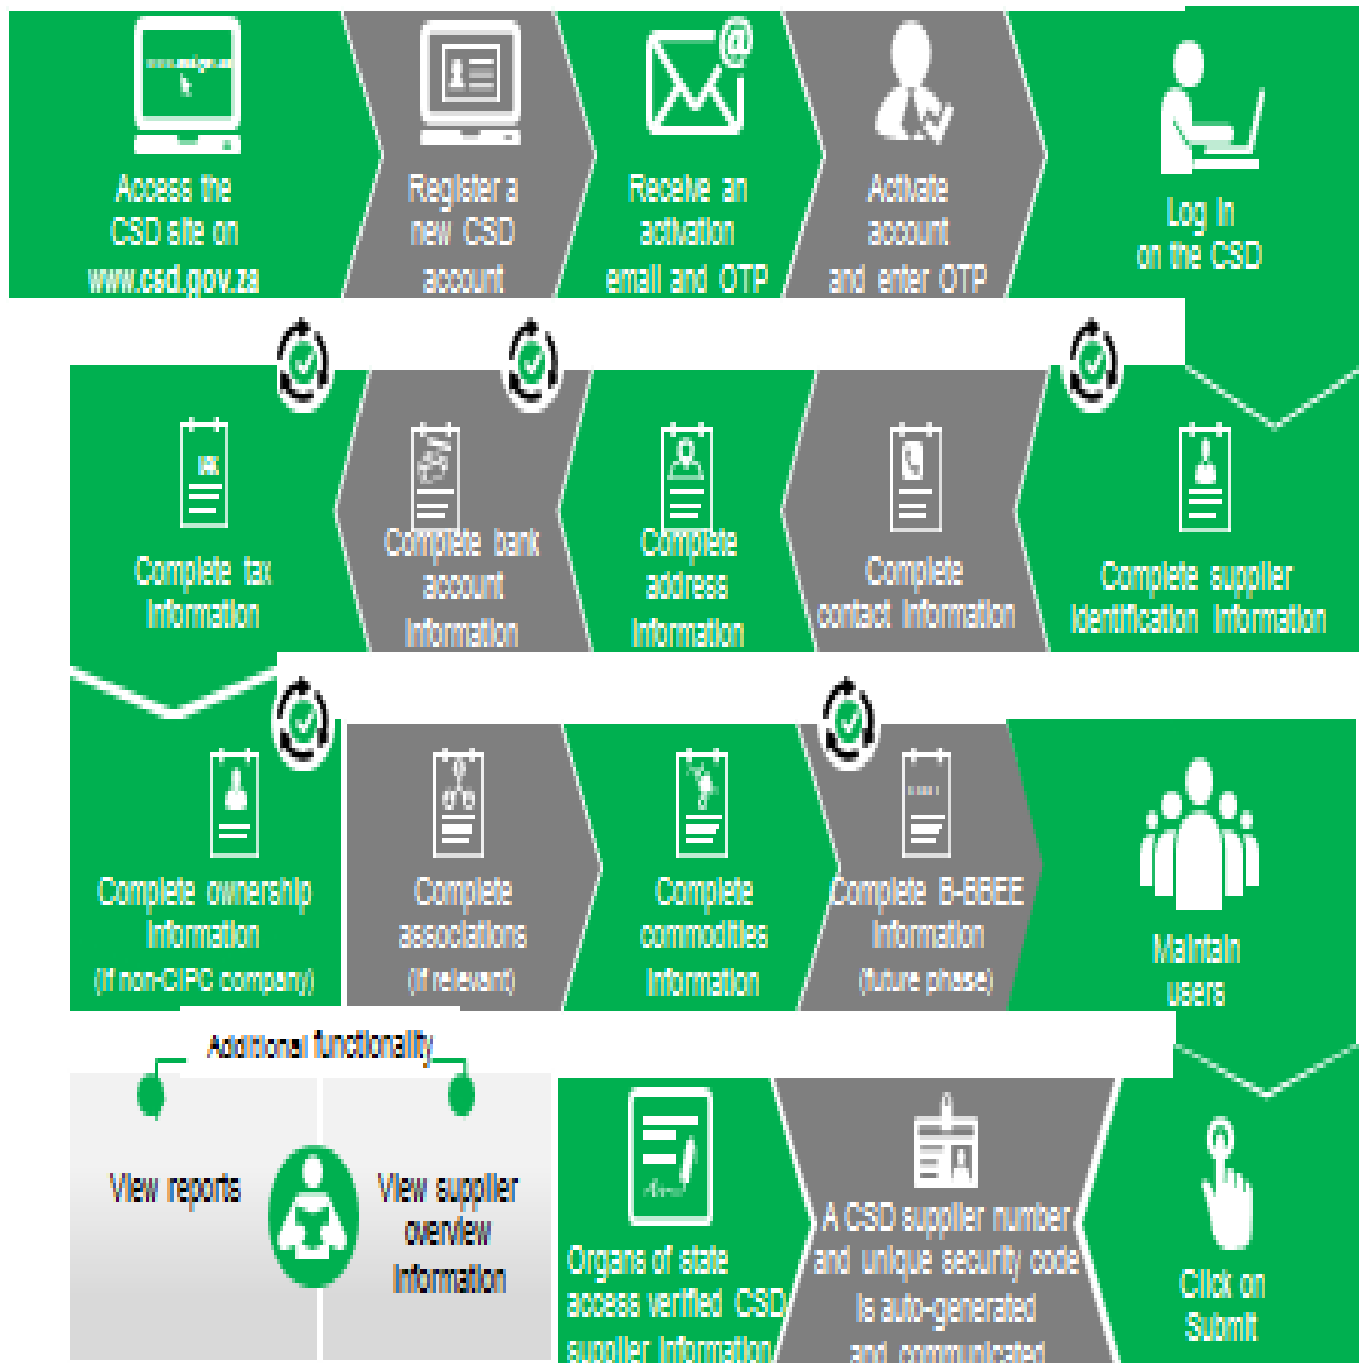 Access the
CSD site on
www.csd.gov.za
Register a
new CSD
account
Receive an
activation
email and OTP
Activate
account
and enter OTP
Log in
on the CSD
Complete tax
information
Complete bank
account
information
Complete
address
information
Complete
contact information
Complete supplier
identification information
Complete ownership
information
(if non-CIPC company)
Complete
associations
(if relevant)
Complete
commodities
information
Complete B-BBEE
information
(future phase)
Maintain
users
Additional functionality
View reports
View supplier
overview
information
Organs of state
access verified CSD
supplier information
A CSD supplier number
and unique security code
is auto-generated
and communicated
Click on
Submit